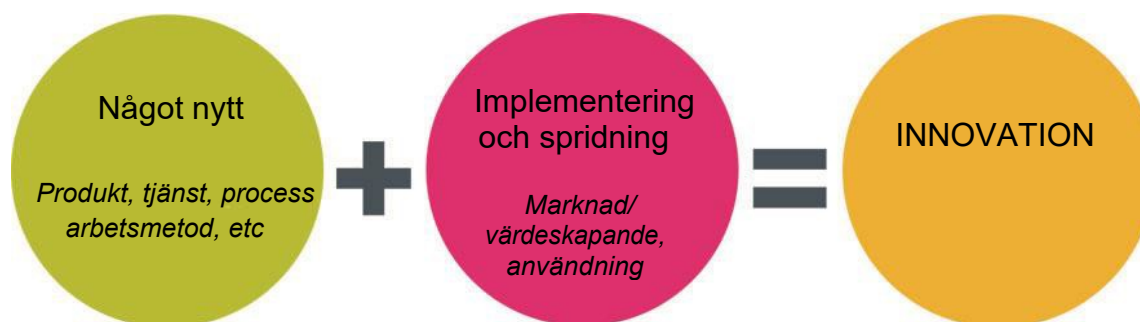 Något nytt
Produkt, tjänst, process
arbetsmetod, etc
Implementering
och spridning
Marknad/
värdeskapande,
användning
INNOVATION